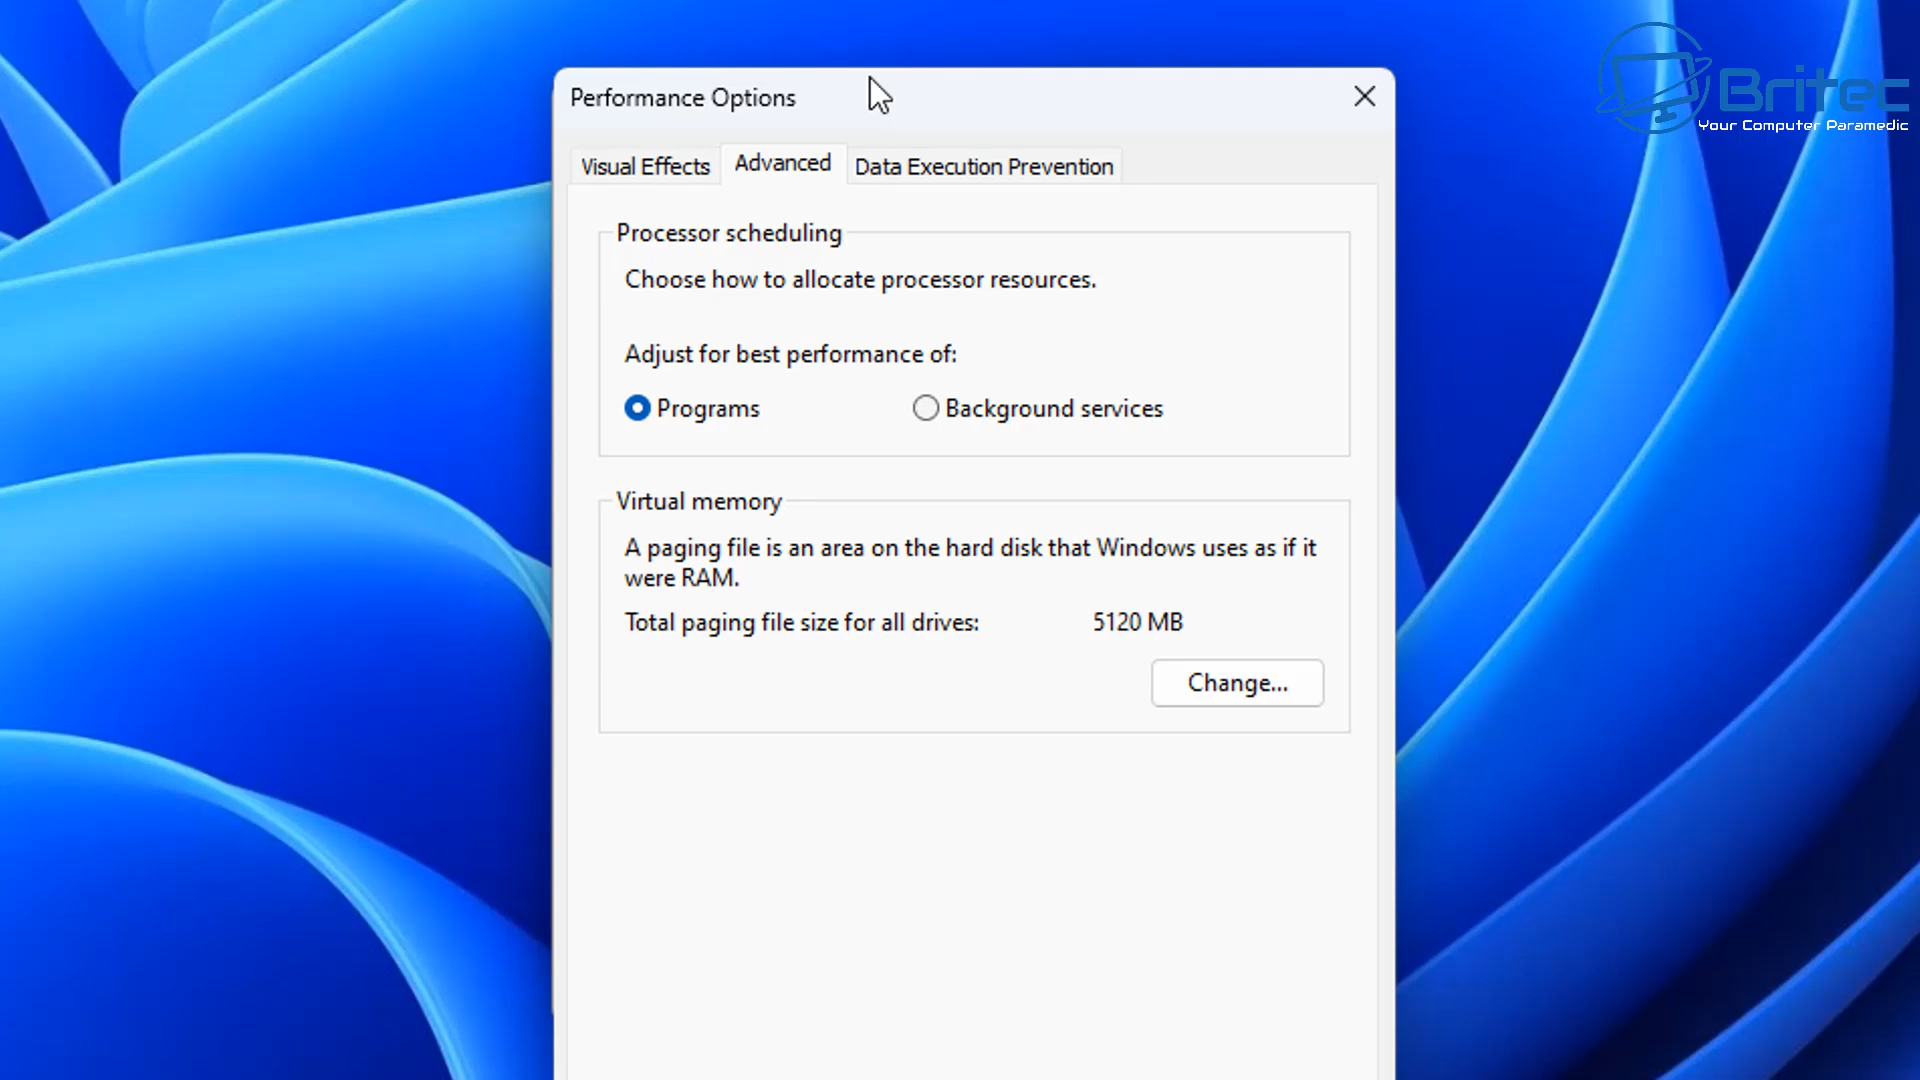 Britec
Your Computer Paramedic
Performance Options
Visual Effects
Advanced
Data Execution Prevention
Processor scheduling
Choose how to allocate processor resources.
Adjust for best performance of:
Programs
Background services
Virtual memory
A paging file is an area on the hard disk that Windows uses as if it
were RAM.
Total paging file size for all drives:
5120 MB
Change...